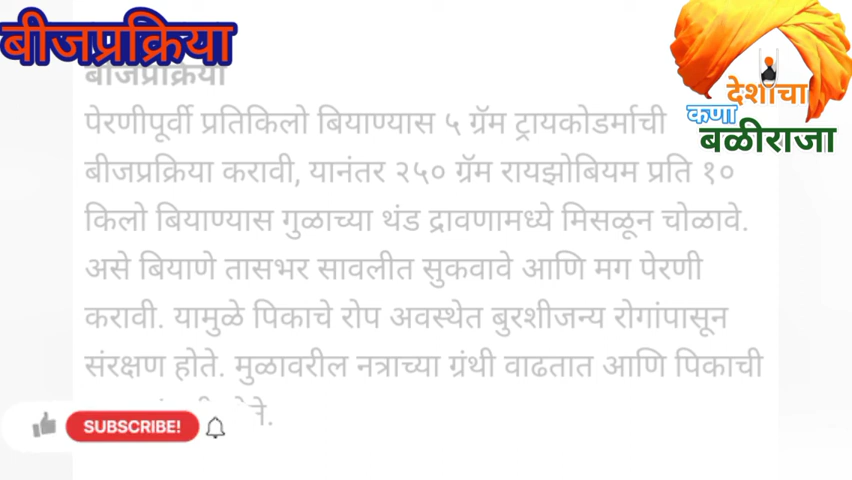 बीजप्रक्रिया
देशाचा
कणा
बळीराजा
बीजप्रक्रिया
पेरणीपूर्वी प्रतिकिलो बियाण्यास ५ ग्रॅम ट्रायकोडर्माची
बीजप्रक्रिया करावी, यानंतर २५० ग्रॅम रायझोबियम प्रति १०
किलो बियाण्यास गुळाच्या थंड द्रावणामध्ये मिसळून चोळावे.
असे बियाणे तासभर सावलीत सुकवावे आणि मग पेरणी
करावी. यामुळे पिकाचे रोप अवस्थेत बुरशीजन्य रोगांपासून
संरक्षण होते. मुळावरील नत्राच्या ग्रंथी वाढतात आणि पिकाची
SUBSCRIBE!